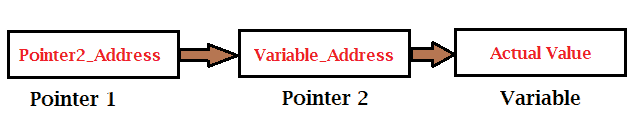 Pointer2_Address Variable_Address Actual Value
Pointer 1 Pointer 2 Variable